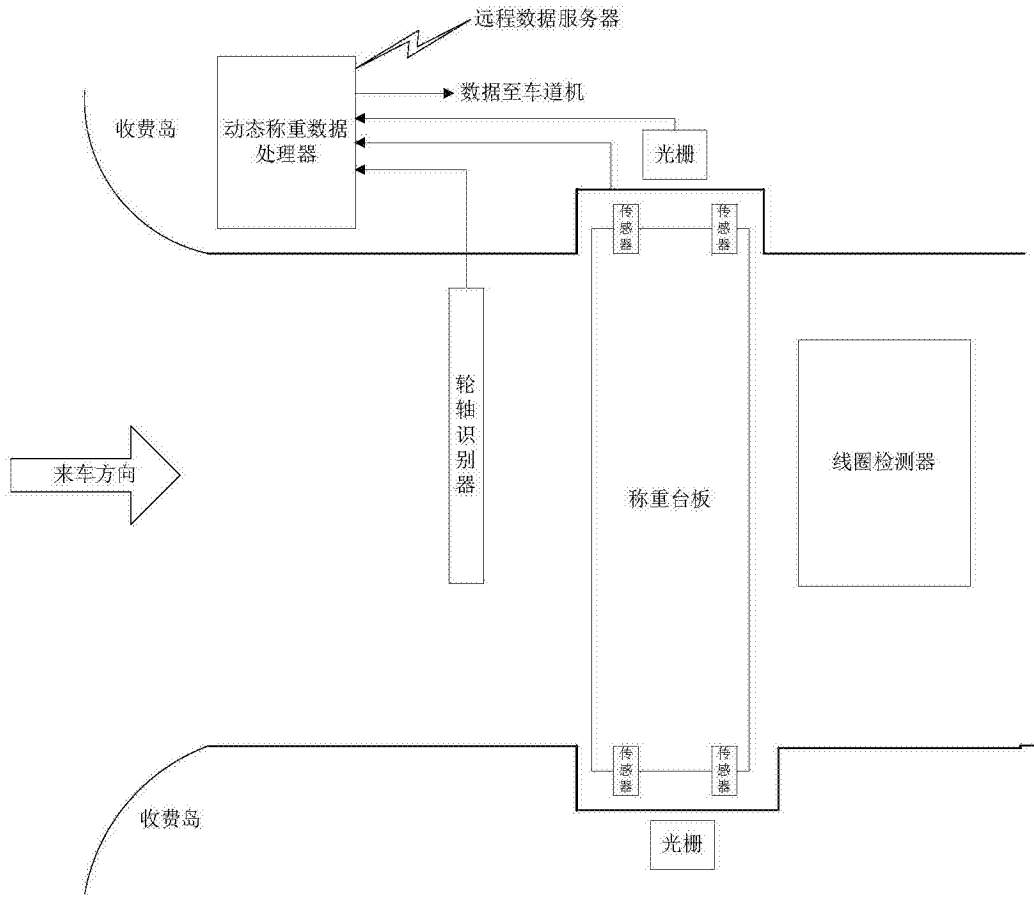 远程数据服务器
数据至车道机
收费岛
动态称重数据
处理器
光栅
传感器
传感器
轮轴识别器
来车方向
称重台板
线圈检测器
传感器
传感器
收费岛
光栅